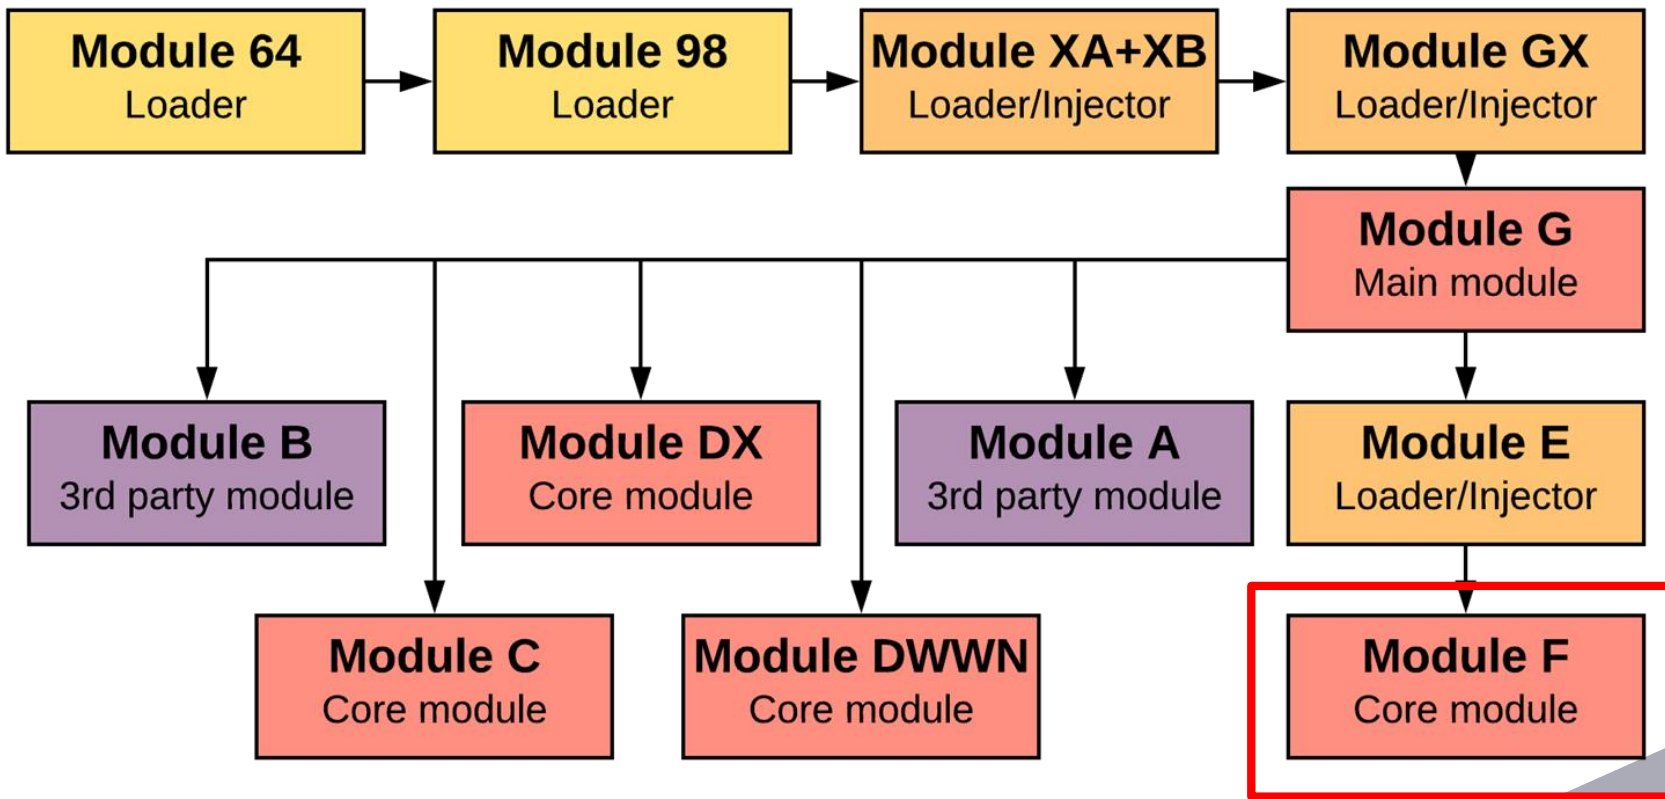 Module 64
Loader
Module 98
Loader
Module XA+XB
Loader/Injector
Module GX
Loader/Injector
Module G
Main module
Module B
3rd party module
Module DX
Core module
Module A
3rd party module
Module E
Loader/Injector
Module C
Core module
Module DWWN
Core module
Module F
Core module